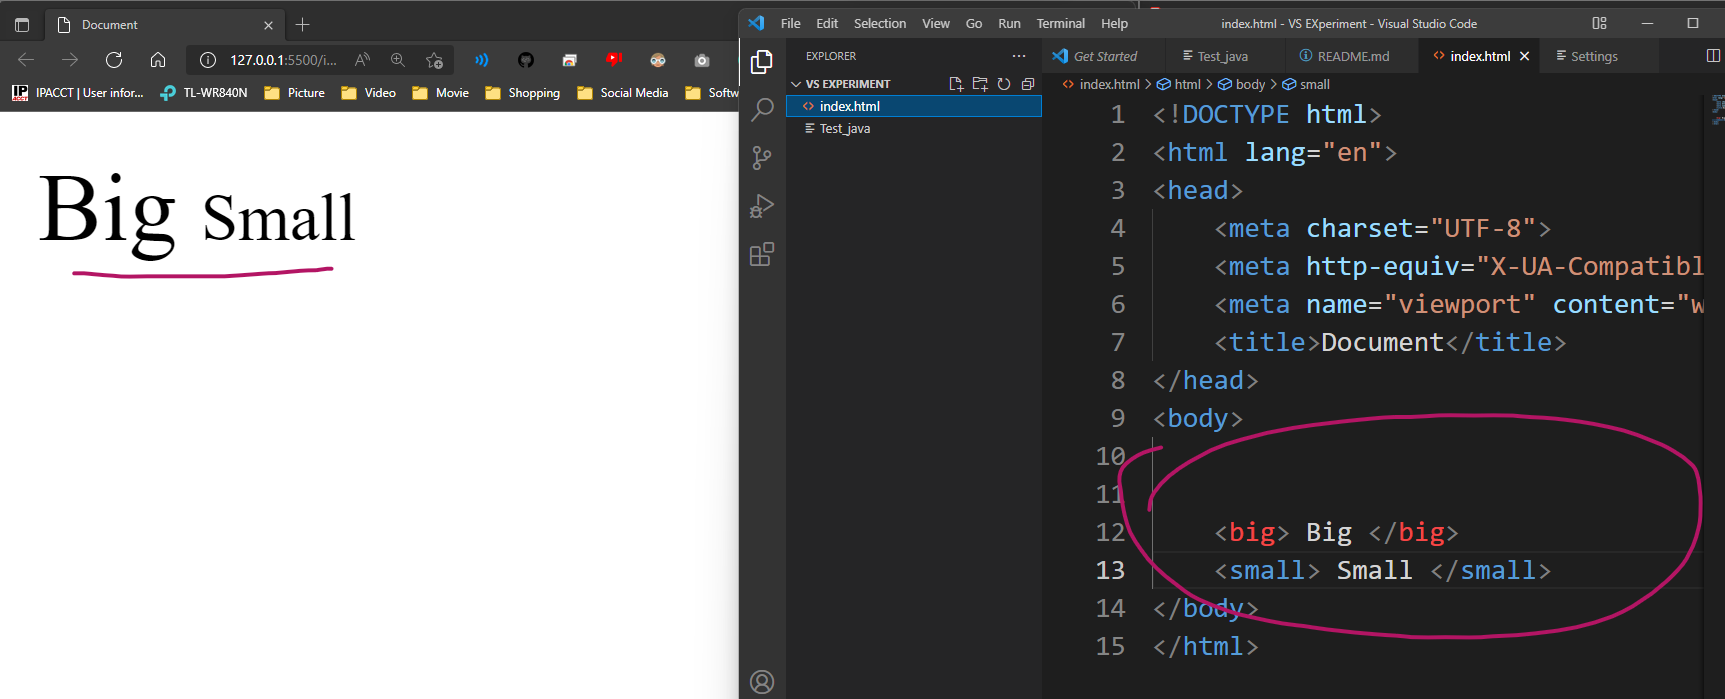 Document
127.0.0.1:5500/i...
IPACCT | User infor...
TL-WR840N
Picture
Video
Movie
Shopping
Social Media
Softw
Big Small
File Edit Selection View Go Run Terminal Help
index.html - VS EXperiment - Visual Studio Code
EXPLORER
VS EXPERIMENT
index.html
Test_java
Get Started
Test_java
README.md
index.html
Settings
index.html > html > body > small
1 <!DOCTYPE html>
2 <html lang="en">
3 <head>
4 <meta charset="UTF-8">
5 <meta http-equiv="X-UA-Compatibl
6 <meta name="viewport" content="w
7 <title>Document</title>
8 </head>
9 <body>
10
11
12 <big> Big </big>
13 <small> Small </small>
14 </body>
15 </html>